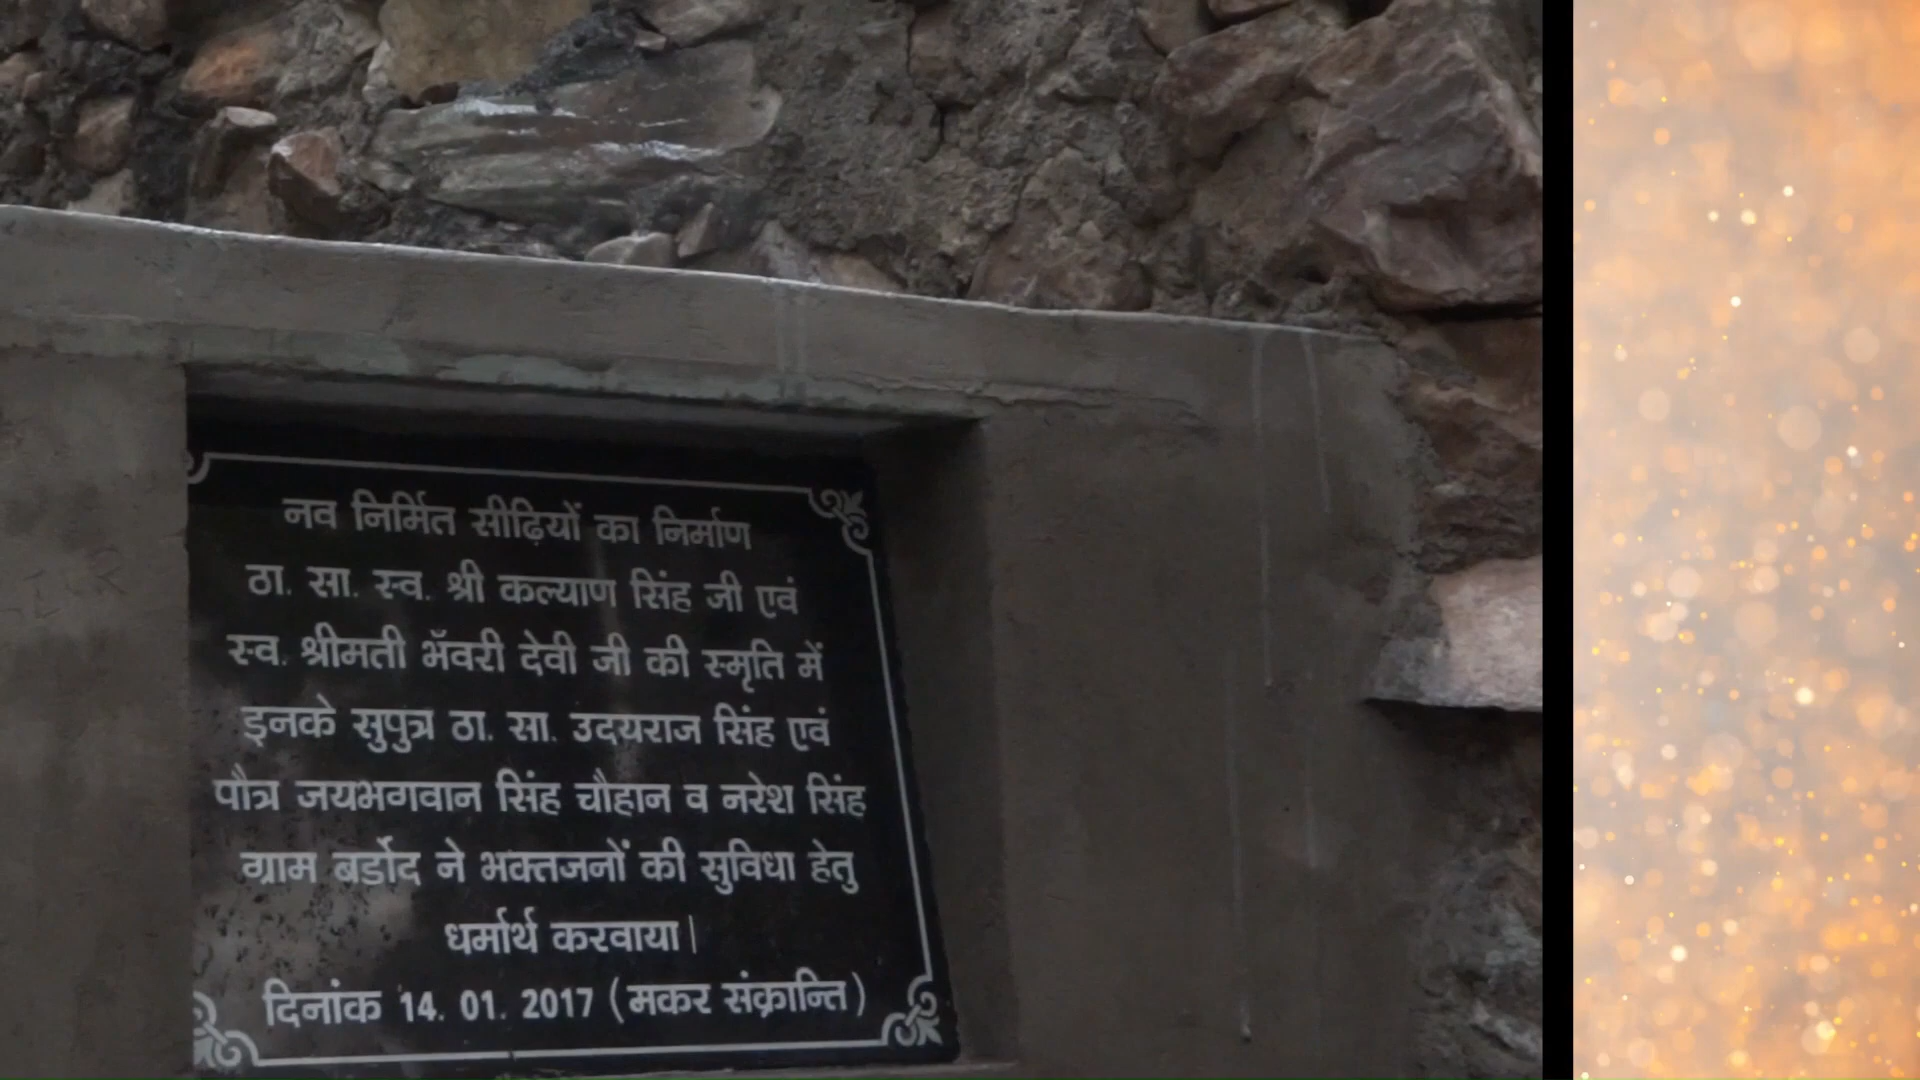 नव निर्मित सीढ़ियों का निर्माण
ठा. सा. स्व. श्री कल्याण सिंह जी एवं
स्व. श्रीमती भँवरी देवी जी की स्मृति में
इनके सुपुत्र ठा. सा. उदयराज सिंह एवं
पौत्र जयभगवान सिंह चौहान व नरेश सिंह
ग्राम बर्डोद ने भक्तजनों की सुविधा हेतु
धर्मार्थ करवाया|
दिनांक 14. 01. 2017 (मकर संक्रान्ति)